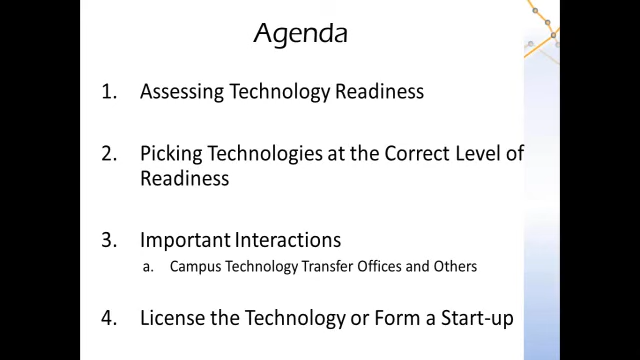 Agenda
1. Assessing Technology Readiness
2. Picking Technologies at the Correct Level of
Readiness
3. Important Interactions
a. Campus Technology Transfer Offices and Others
4. License the Technology or Form a Start-up